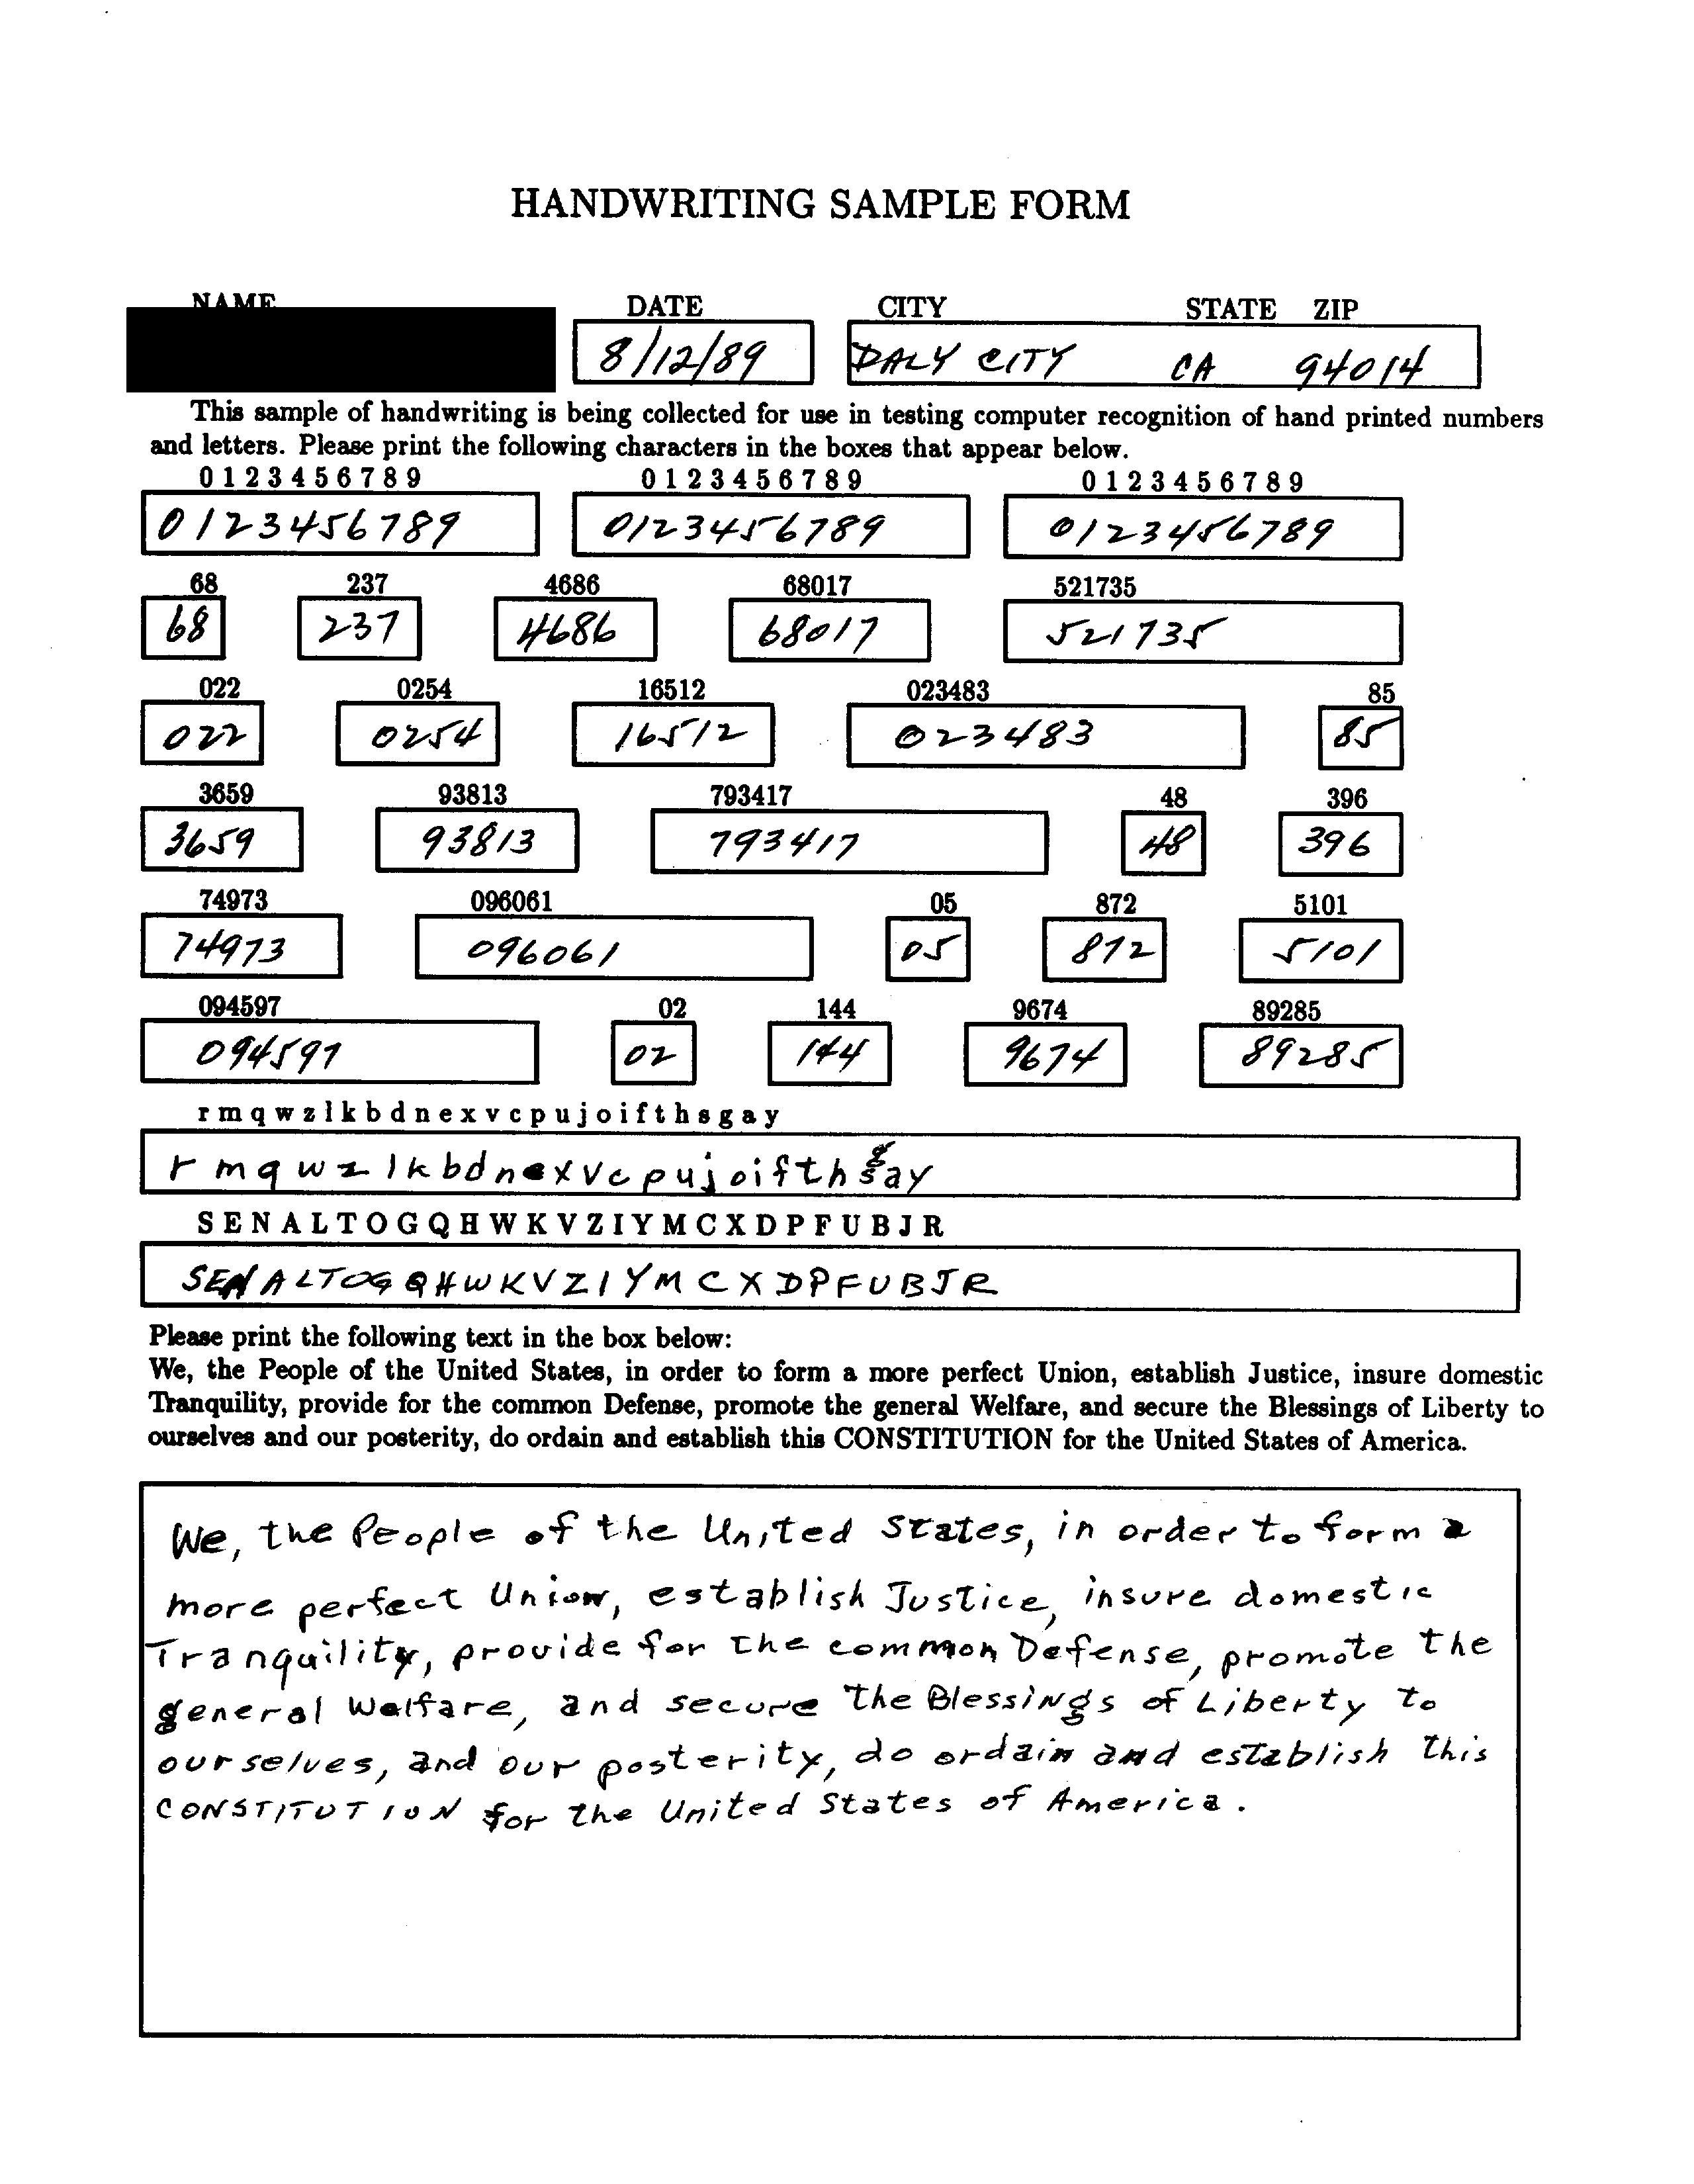 HANDWRITING SAMPLE FORM
NAME DATE CITY STATE ZIP
8/12/89 DALY CITY CA 94014
This sample of handwriting is being collected for use in testing computer recognition of hand printed numbers
and letters. Please print the following characters in the boxes that appear below.
0 1 2 3 4 5 6 7 8 9 0 1 2 3 4 5 6 7 8 9 0 1 2 3 4 5 6 7 8 9
0123456789 0123456789 0123456789
68 237 4686 68017 521735
68 237 4686 68017 521735
022 0254 16512 023483 85
022 0254 16512 023483 85
3659 93813 793417 48 396
3659 93813 793417 48 396
74973 096061 05 872 5101
74973 096061 05 872 5101
094597 02 144 9674 89285
094597 02 144 9674 89285
r m q w z l k b d n e x v c p u j o i f t h s g a y
r m q w z l k b d n e x v c p u j o i f t h s g a y
S E N A L T O G Q H W K V Z I Y M C X D P F U B J R
S E N A L T O G Q H W K V Z I Y M C X D P F U B J R
Please print the following text in the box below:
We, the People of the United States, in order to form a more perfect Union, establish Justice, insure domestic
Tranquility, provide for the common Defense, promote the general Welfare, and secure the Blessings of Liberty to
ourselves and our posterity, do ordain and establish this CONSTITUTION for the United States of America.
We, the People of the United States, in order to form a
more perfect Union, establish Justice, insure domestic
Tranquility, provide for the common Defense, promote the
general Welfare, and secure the Blessings of Liberty to
ourselves, and our posterity, do ordain and establish this
CONSTITUTION for the United States of America.